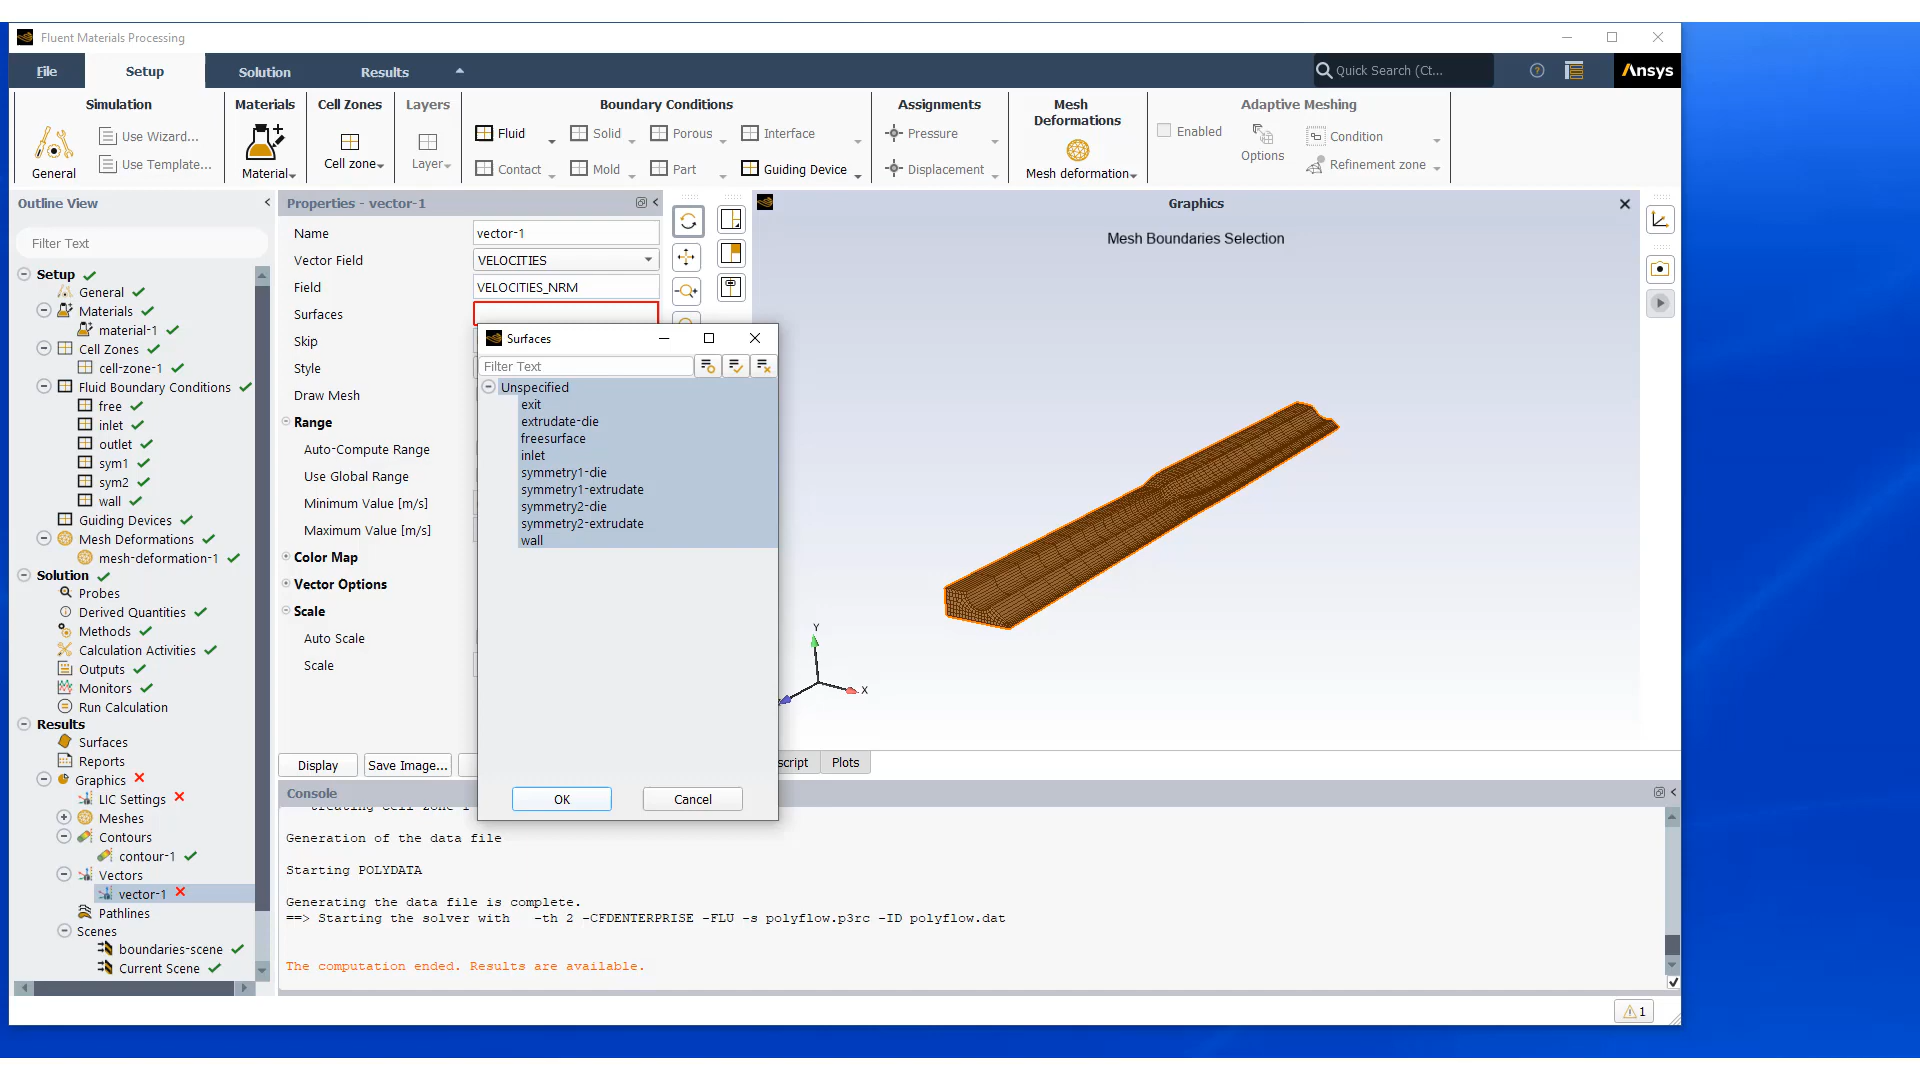 Fluent Materials Processing
File
Setup
Solution
Results
Quick Search (Ct...
Ansys
Simulation
Materials
Cell Zones
Layers
Boundary Conditions
Assignments
Mesh
Deformations
Adaptive Meshing
General
Use Wizard...
Use Template...
Material
Cell zone
Layer
Fluid
Solid
Porous
Interface
Contact
Mold
Part
Guiding Device
Pressure
Displacement
Mesh deformation
Enabled
Options
Condition
Refinement zone
Outline View
Filter Text
Setup
General
Materials
material-1
Cell Zones
cell-zone-1
Fluid Boundary Conditions
free
inlet
outlet
sym1
sym2
wall
Guiding Devices
Mesh Deformations
mesh-deformation-1
Solution
Probes
Derived Quantities
Methods
Calculation Activities
Outputs
Monitors
Run Calculation
Results
Surfaces
Reports
Graphics
LIC Settings
Meshes
Contours
contour-1
Vectors
vector-1
Pathlines
Scenes
boundaries-scene
Current Scene
Properties - vector-1
Name
vector-1
Vector Field
VELOCITIES
Field
VELOCITIES_NRM
Surfaces
Skip
Style
Draw Mesh
Range
Auto-Compute Range
Use Global Range
Minimum Value [m/s]
Maximum Value [m/s]
Color Map
Vector Options
Scale
Auto Scale
Scale
Display
Save Image...
Surfaces
Filter Text
Unspecified
exit
extrudate-die
freesurface
inlet
symmetry1-die
symmetry1-extrudate
symmetry2-die
symmetry2-extrudate
wall
OK
Cancel
Graphics
Mesh Boundaries Selection
Y
X
script
Plots
Console
Generation of the data file
Starting POLYDATA
Generating the data file is complete.
==> Starting the solver with -th 2 -CFDENTERPRISE -FLU -s polyflow.p3rc -ID polyflow.dat
The computation ended. Results are available.
1